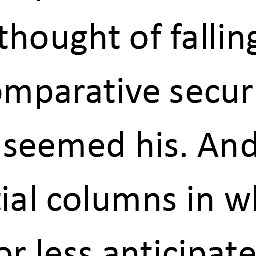 thought of falling
omparative secur
seemed his. And
ial columns in wh
or less anticipate